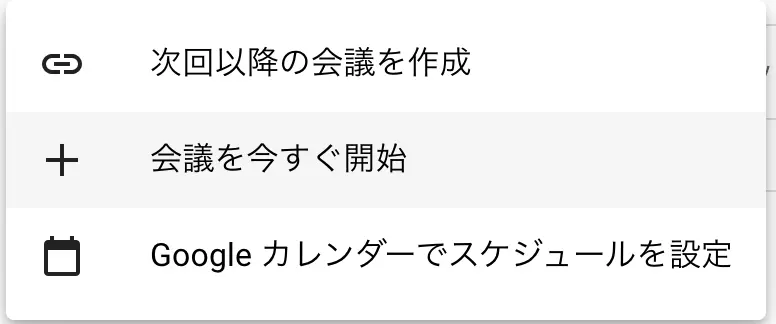 次回以降の会議を作成
会議を今すぐ開始
Google カレンダーでスケジュールを設定